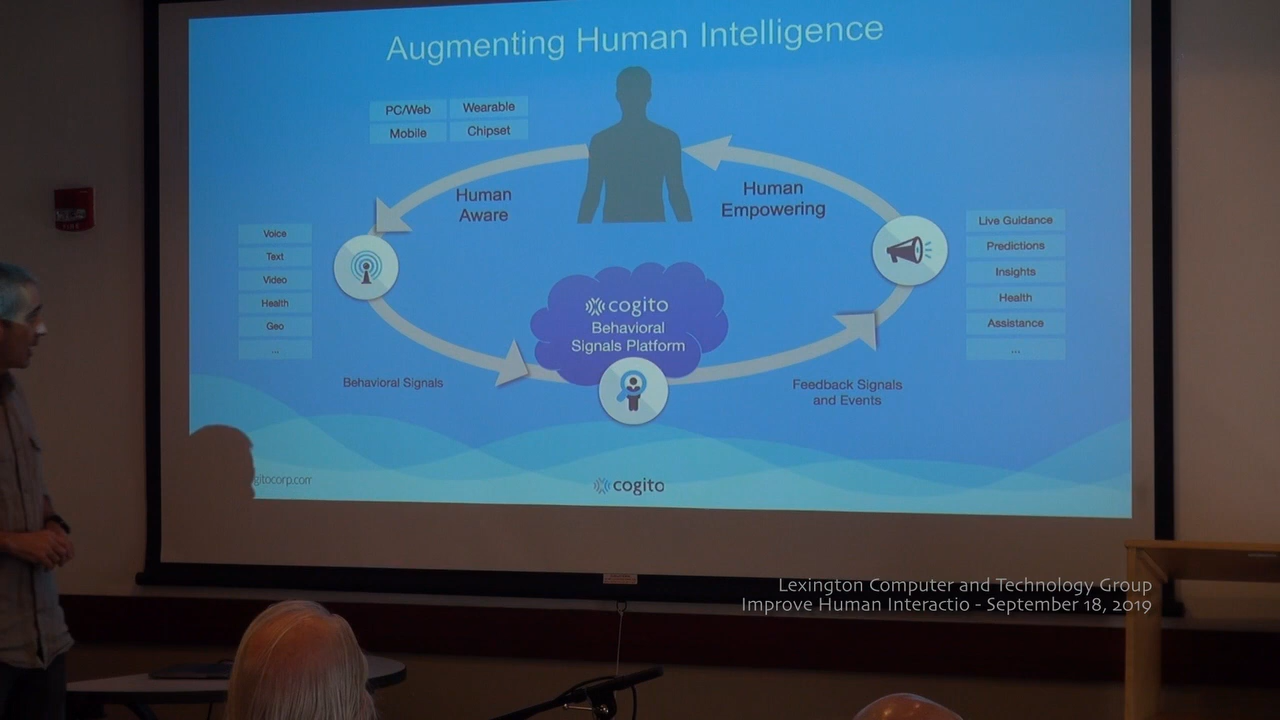 Augmenting Human Intelligence
PC/Web
Wearable
Mobile
Chipset
Human
Aware
Human
Empowering
Voice
Text
Video
Health
Geo
...
Live Guidance
Predictions
Insights
Health
Assistance
...
cogito
Behavioral
Signals Platform
Behavioral Signals
Feedback Signals
and Events
gitocorp.com
cogito
Lexington Computer and Technology Group
Improve Human Interactio - September 18, 2019